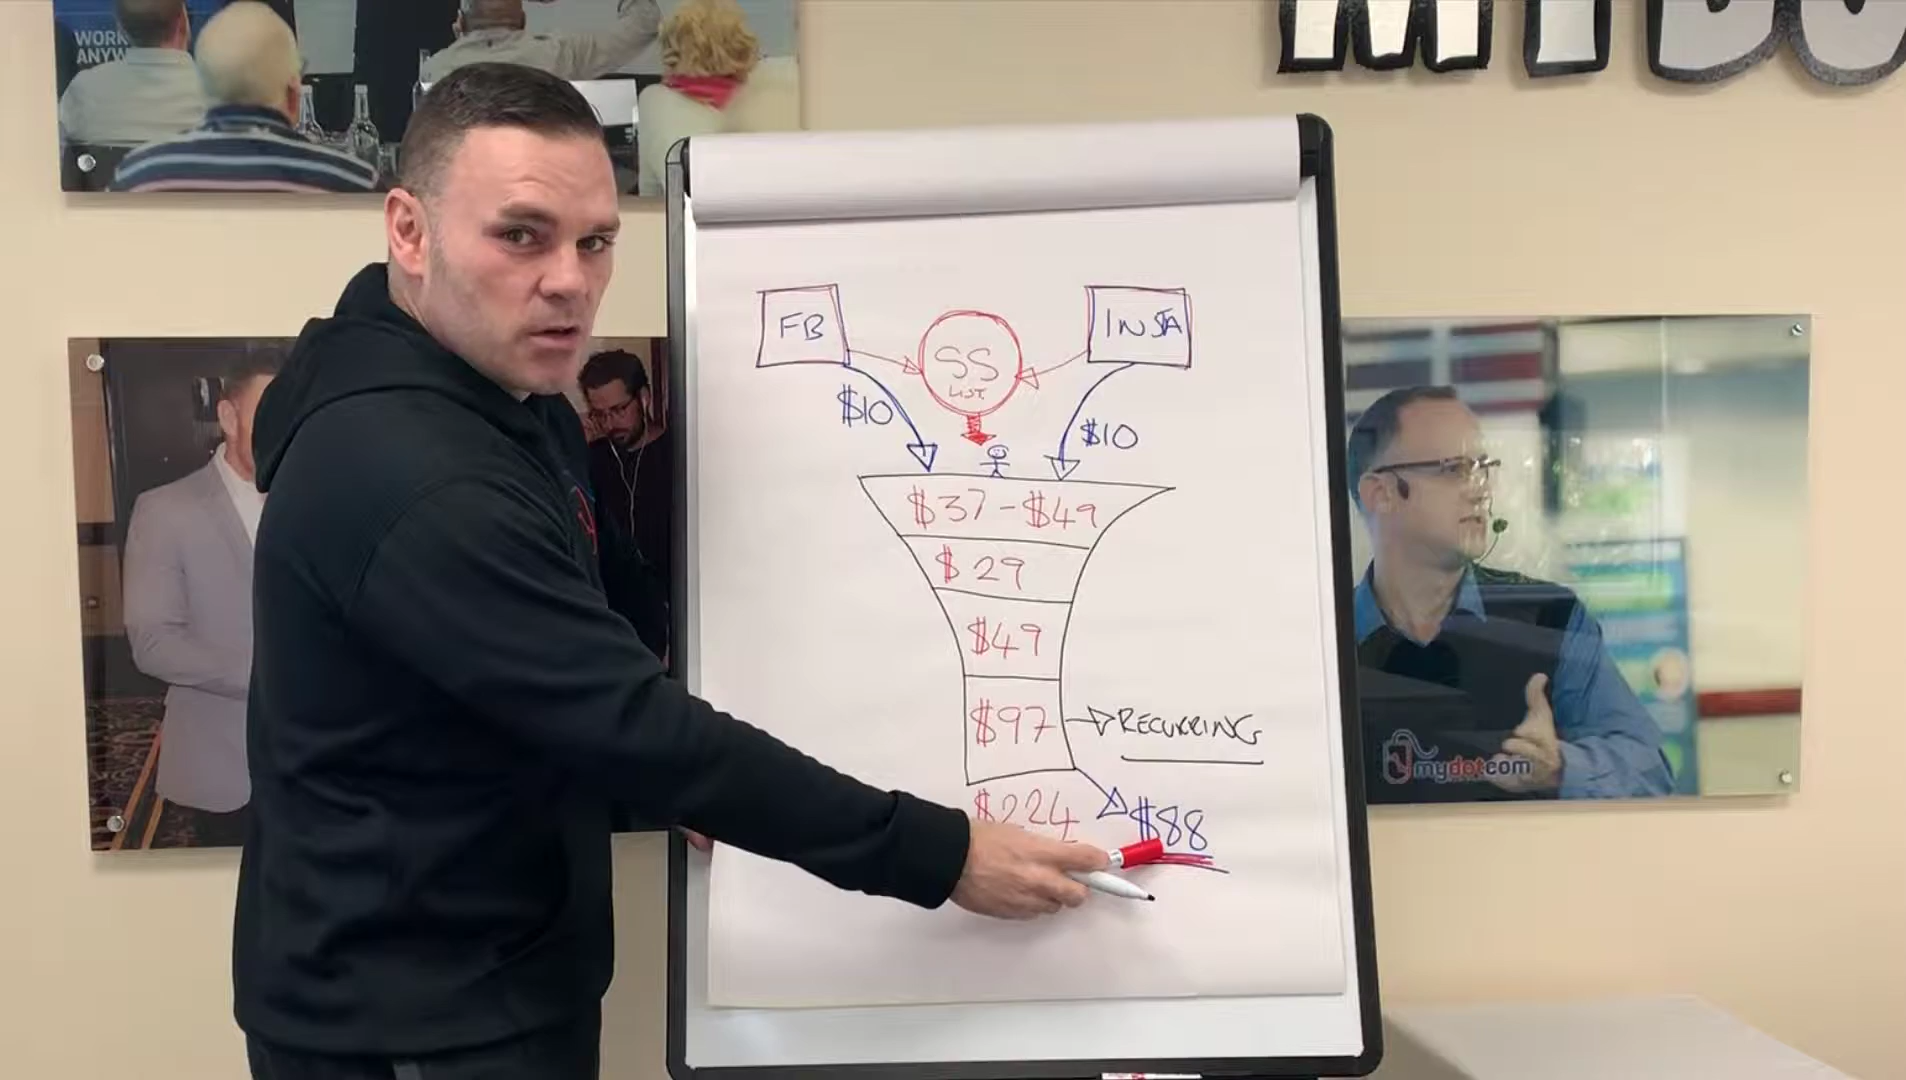 WORK
ANYW
FB
SS
LIST
INSTA
$10
$10
$37-$49
$29
$49
$97
RECURRING
$224
$88
mydotcom